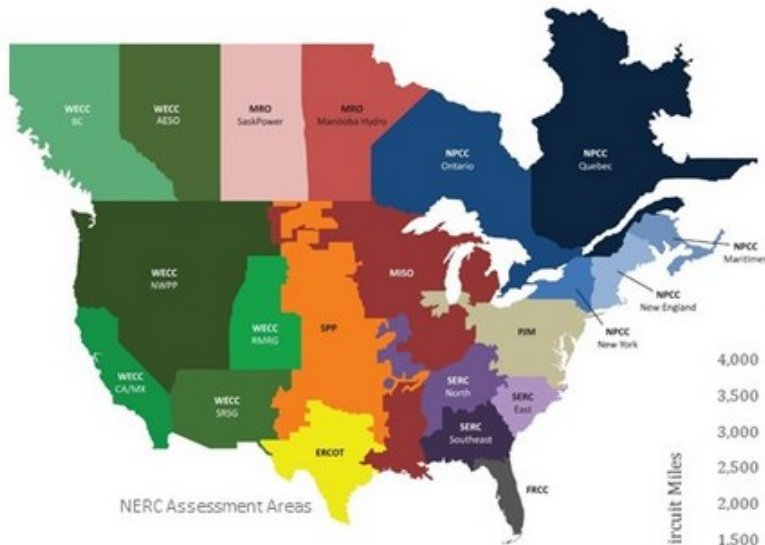 WECC
BC
WECC
AESO
MRO
SaskPower
MRO
Manitoba Hydro
NPCC
Ontario
NPCC
Quebec
NPCC
Maritimes
NPCC
New England
NPCC
New York
WECC
NWPP
MISO
WECC
RMRG
SPP
PJM
WECC
CA/MX
WECC
SRSG
SERC
North
SERC
East
SERC
Southeast
ERCOT
FRCC
NERC Assessment Areas
4,000
3,500
3,000
2,500
2,000
1,500
ircuit Miles